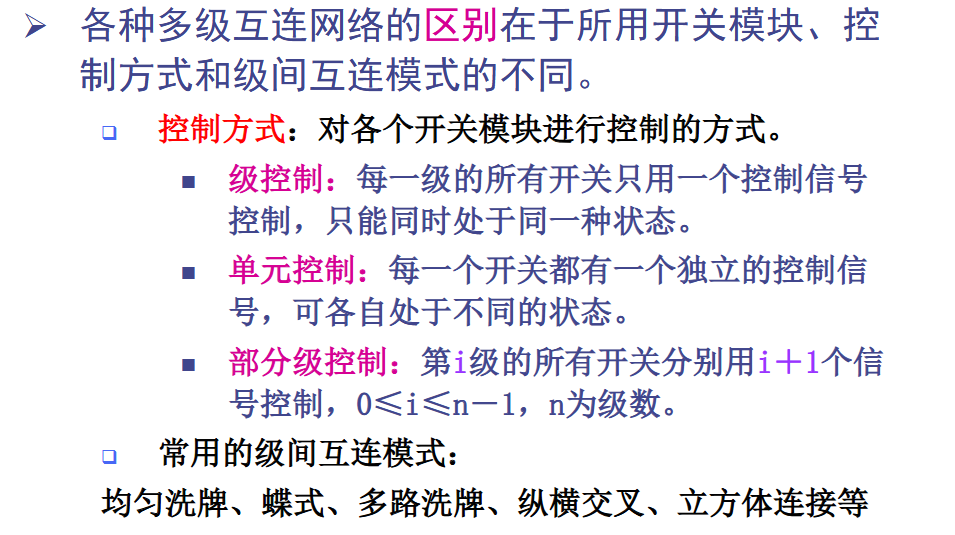 各种多级互连网络的区别在于所用开关模块、控
制方式和级间互连模式的不同。
控制方式：对各个开关模块进行控制的方式。
级控制：每一级的所有开关只用一个控制信号
控制，只能同时处于同一种状态。
单元控制：每一个开关都有一个独立的控制信
号，可各自处于不同的状态。
部分级控制：第i级的所有开关分别用i＋1个信
号控制，0≤i≤n－1，n为级数。
常用的级间互连模式：
均匀洗牌、蝶式、多路洗牌、纵横交叉、立方体连接等